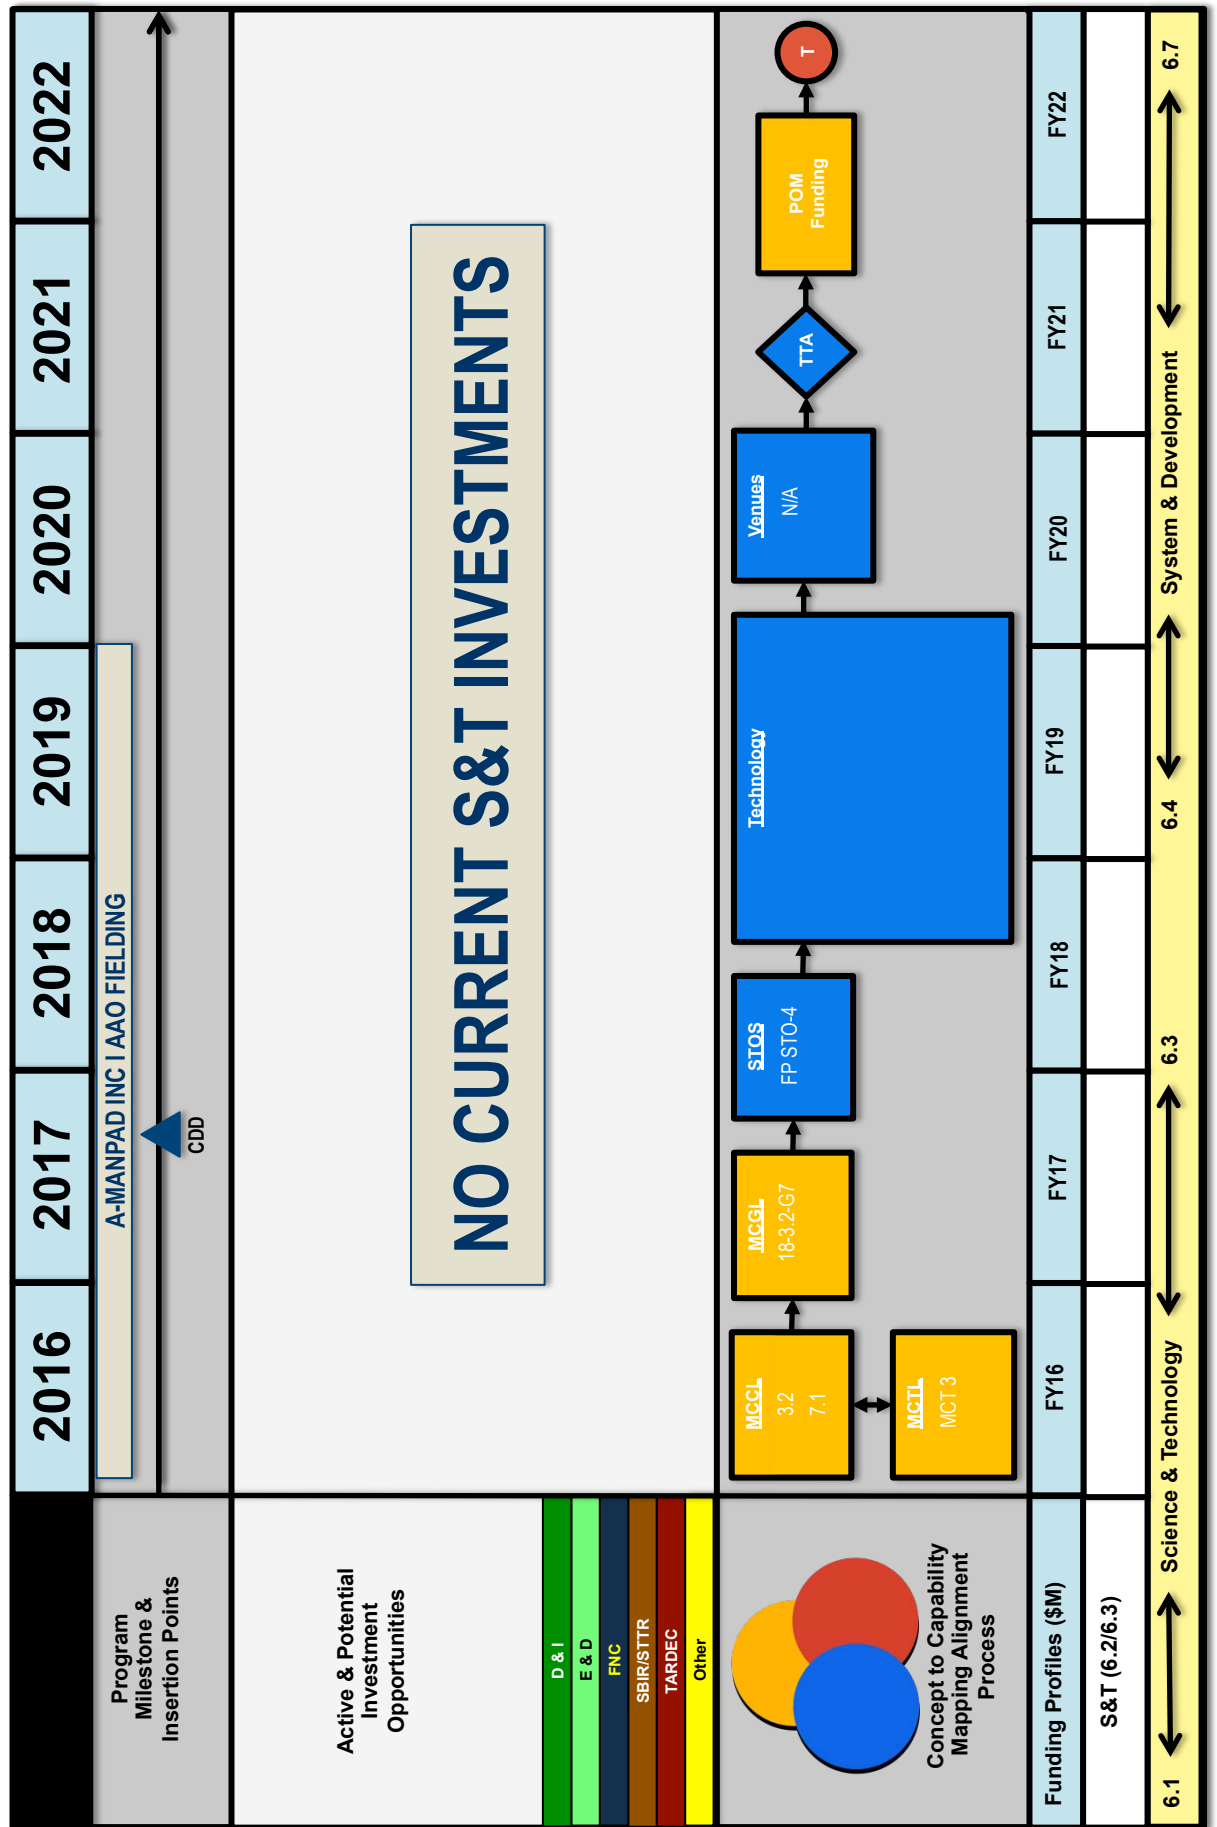 2016
2017
2018
2019
2020
2021
2022
Program
Milestone &
Insertion Points
A-MANPAD INC I AAO FIELDING
CDD
Active & Potential
Investment
Opportunities
NO CURRENT S&T INVESTMENTS
D & I
E & D
FNC
SBIR/STTR
TARDEC
Other
Concept to Capability
Mapping Alignment
Process
MCCL
3.2
7.1
MCTL
MCT 3
MCGL
18-3.2-G7
STOS
FP STO-4
Technology
Venues
N/A
TTA
POM
Funding
T
Funding Profiles ($M)
FY16
FY17
FY18
FY19
FY20
FY21
FY22
S&T (6.2/6.3)
6.1
Science & Technology
6.3
6.4
System & Development
6.7